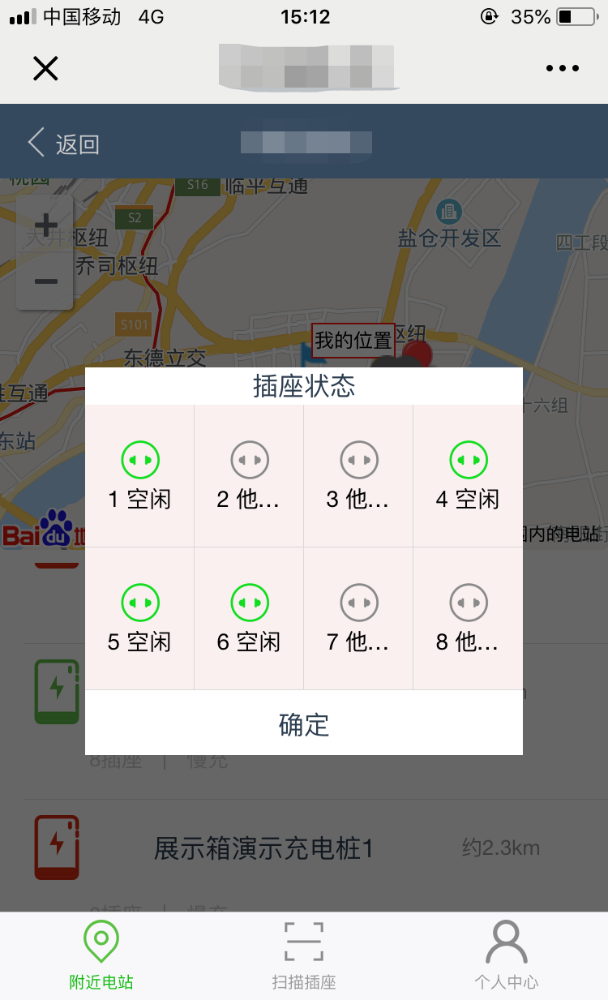 中国移动 4G 15:12 35%
返回
S16 临平互通
S2
枢纽
盐仓开发区
四工段
乔司枢纽
S101
我的位置
枢纽
东德立交
互通
插座状态
十六组
东站
1 空闲
2 他...
3 他...
4 空闲
Bai du
内的电站
5 空闲
6 空闲
7 他...
8 他...
确定
8插座 | 慢充
展示箱演示充电桩1
约2.3km
附近电站
扫描插座
个人中心